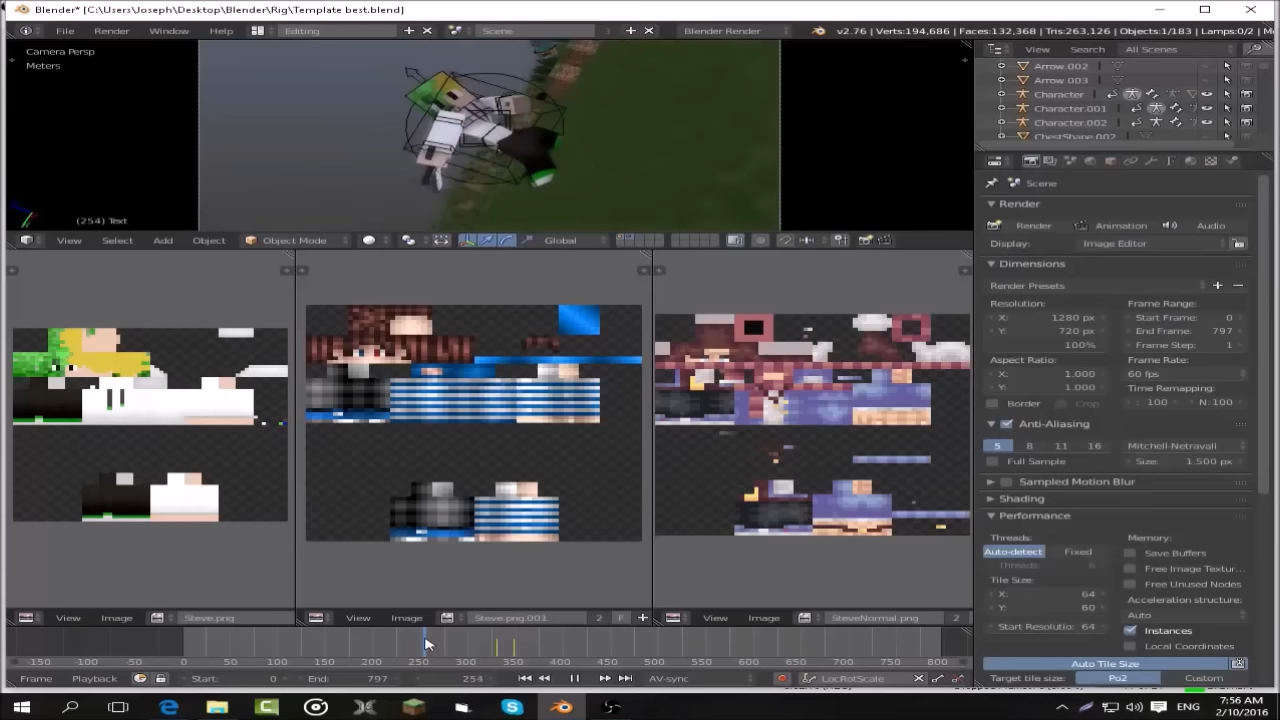 Blender* [C:\Users\Joseph\Desktop\Blender\Rig\Template best.blend]
File Render Window Help Editing Scene 3 Blender Render v2.76 | Verts:194,686 | Faces:132,368 | Tris:263,126 | Objects:1/183 | Lamps:0/2
Camera Persp
Meters
(254) Text
View Select Add Object Object Mode Global
View Search All Scenes
Arrow.002
Arrow.003
Character
Character.001
Character.002
ChestShape.002
Scene
Render
Render Animation Audio
Display: Image Editor
Dimensions
Render Presets
Resolution: Frame Range:
X: 1280 px Start Frame: 0
Y: 720 px End Frame: 797
100% Frame Step: 1
Aspect Ratio: Frame Rate:
X: 1.000 60 fps
Y: 1.000 Time Remapping:
Border Crop : 100 N: 100
Anti-Aliasing
5 8 11 16 Mitchell-Netravali
Full Sample Size: 1.500 px
Sampled Motion Blur
Shading
Performance
Threads: Memory:
Auto-detect Fixed Save Buffers
Threads: 6 Free Image Textur...
Tile Size: Free Unused Nodes
X: 64 Acceleration structure:
Y: 60 Auto
Start Resolutio: 64 Instances
Local Coordinates
Auto Tile Size
Target tile size: Po2 Custom
View Image Steve.png
View Image Steve.png.001 2 F
View Image SteveNormal.png 2
-150 -100 -50 0 50 100 150 200 250 300 350 400 450 500 550 600 650 700 750 800
Frame Playback Start: 0 End: 797 254 AV-sync LocRotScale
ENG 7:56 AM
2/10/2016